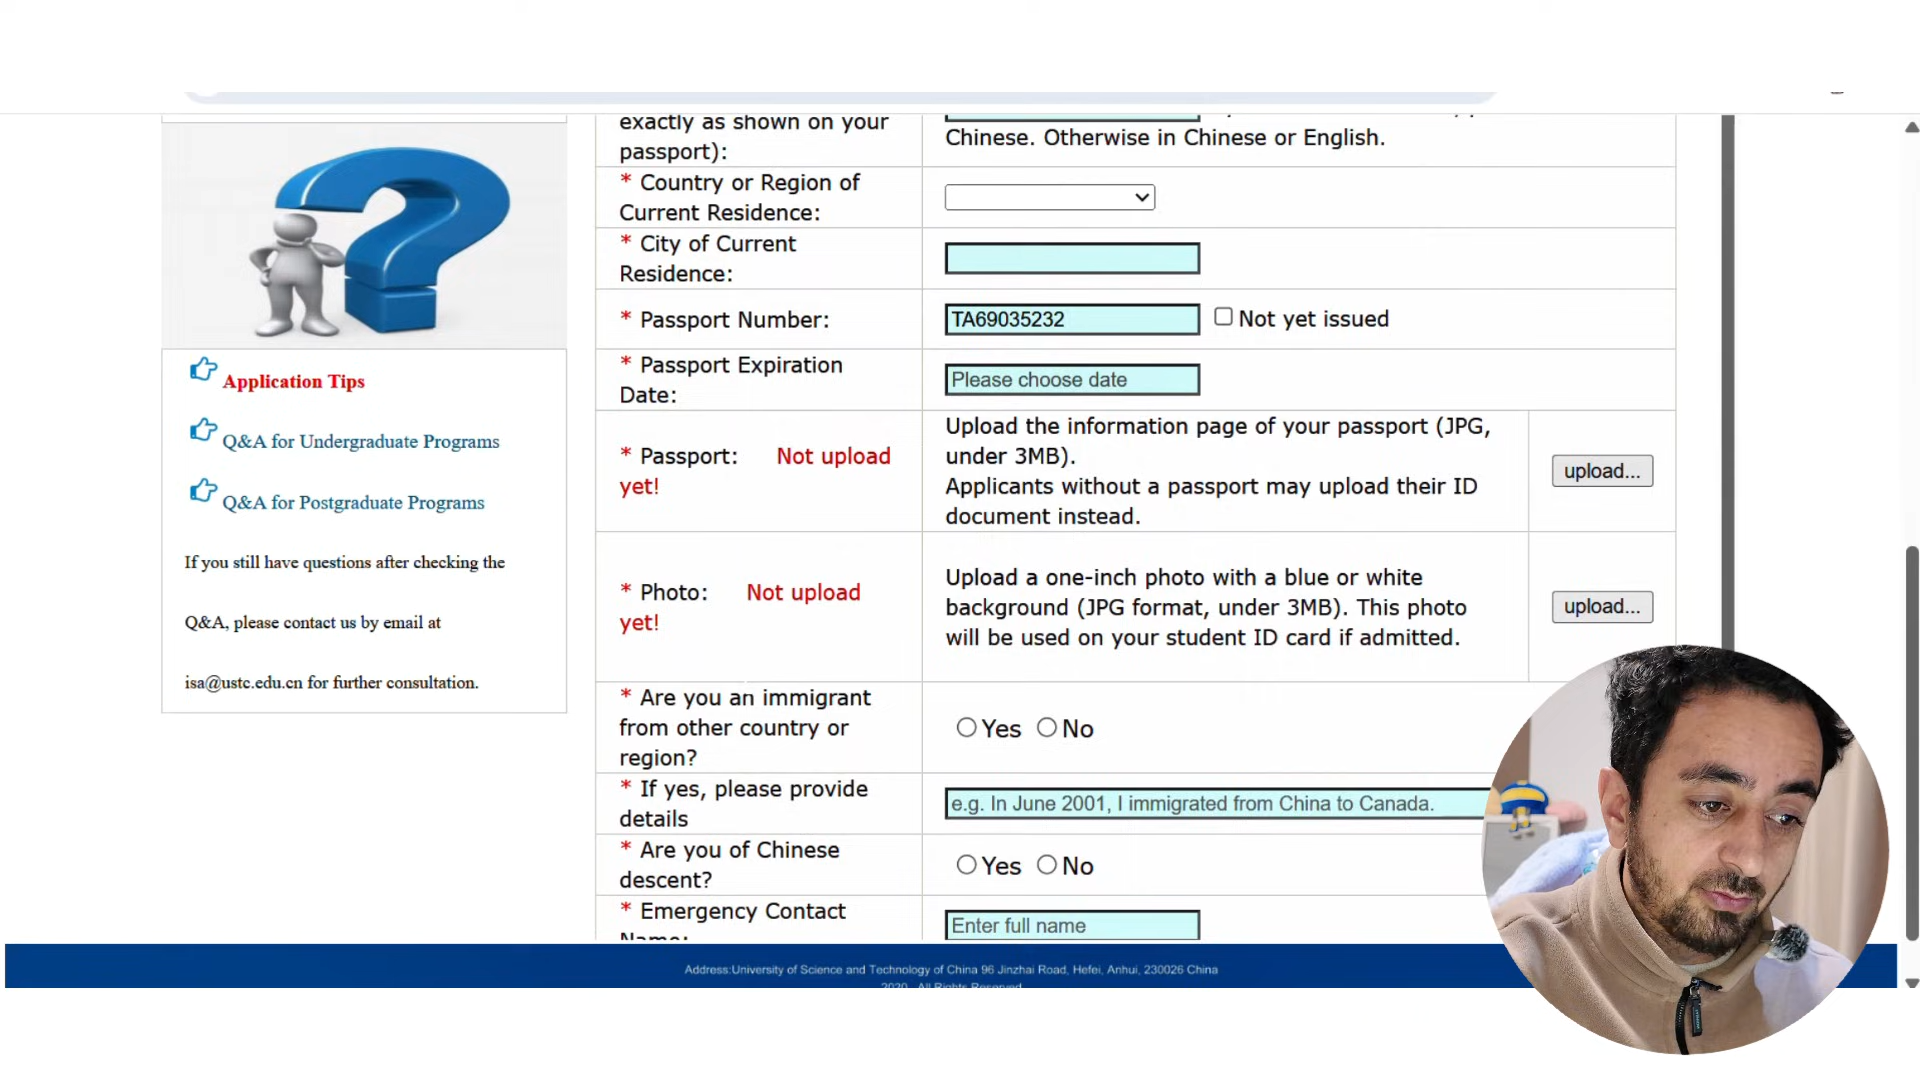 exactly as shown on your
passport):
Chinese. Otherwise in Chinese or English.
* Country or Region of
Current Residence:
* City of Current
Residence:
* Passport Number:
TA69035232
Not yet issued
* Passport Expiration
Date:
Please choose date
* Passport: Not upload
yet!
Upload the information page of your passport (JPG,
under 3MB).
Applicants without a passport may upload their ID
document instead.
upload...
* Photo: Not upload
yet!
Upload a one-inch photo with a blue or white
background (JPG format, under 3MB). This photo
will be used on your student ID card if admitted.
upload...
* Are you an immigrant
from other country or
region?
Yes No
* If yes, please provide
details
e.g. In June 2001, I immigrated from China to Canada.
* Are you of Chinese
descent?
Yes No
* Emergency Contact
Name:
Enter full name
Application Tips
Q&A for Undergraduate Programs
Q&A for Postgraduate Programs
If you still have questions after checking the
Q&A, please contact us by email at
isa@ustc.edu.cn for further consultation.
Address:University of Science and Technology of China 96 Jinzhai Road, Hefei, Anhui, 230026 China
2020 . All Rights Reserved